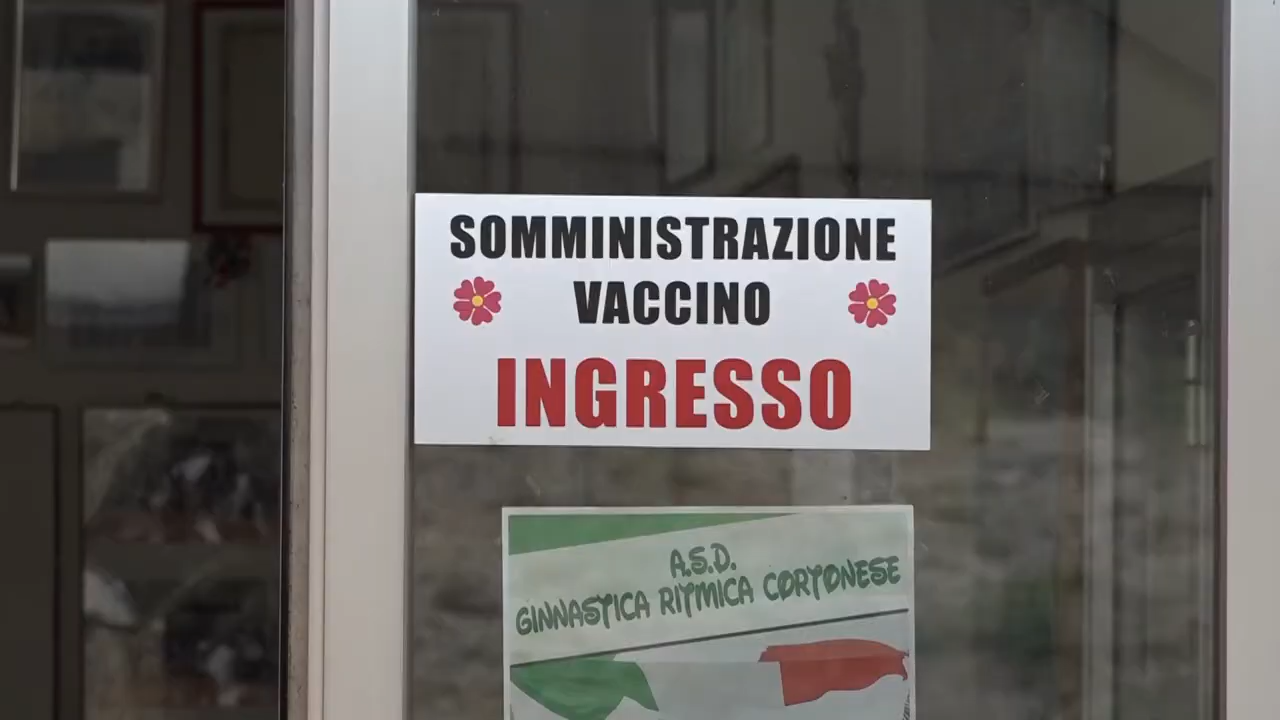 SOMMINISTRAZIONE
VACCINO
INGRESSO
A.S.D.
GINNASTICA RITMICA CORTONESE